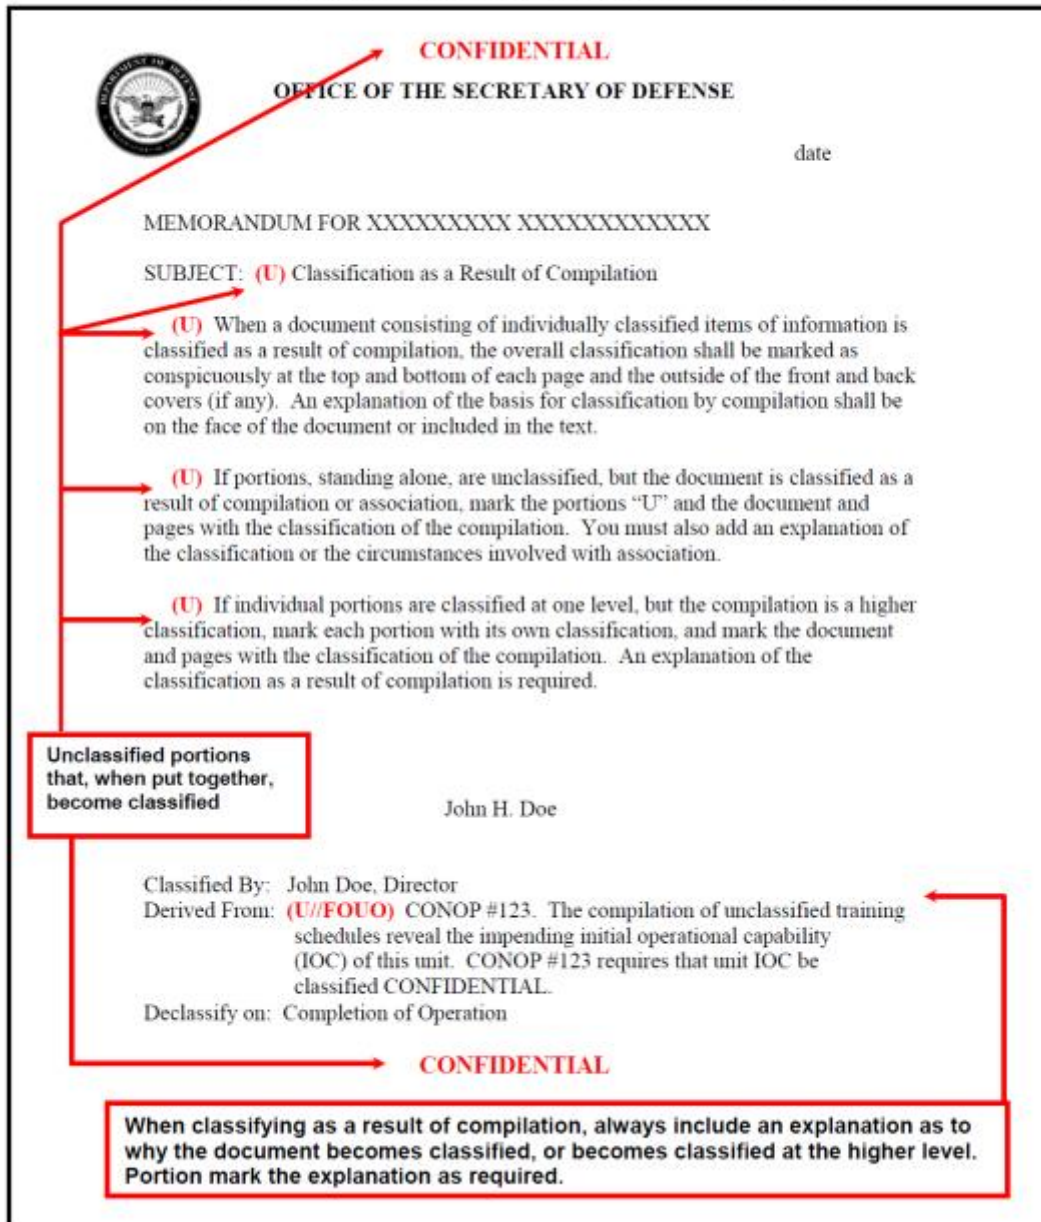 CONFIDENTIAL
DEPARTMENT OF DEFENSE
OFFICE OF THE SECRETARY OF DEFENSE
date
MEMORANDUM FOR XXXXXXXXX XXXXXXXXXXXX
SUBJECT: (U) Classification as a Result of Compilation
(U) When a document consisting of individually classified items of information is
classified as a result of compilation, the overall classification shall be marked as
conspicuously at the top and bottom of each page and the outside of the front and back
covers (if any). An explanation of the basis for classification by compilation shall be
on the face of the document or included in the text.
(U) If portions, standing alone, are unclassified, but the document is classified as a
result of compilation or association, mark the portions “U” and the document and
pages with the classification of the compilation. You must also add an explanation of
the classification or the circumstances involved with association.
(U) If individual portions are classified at one level, but the compilation is a higher
classification, mark each portion with its own classification, and mark the document
and pages with the classification of the compilation. An explanation of the
classification as a result of compilation is required.
Unclassified portions
that, when put together,
become classified
John H. Doe
Classified By: John Doe, Director
Derived From: (U//FOUO) CONOP #123. The compilation of unclassified training
schedules reveal the impending initial operational capability
(IOC) of this unit. CONOP #123 requires that unit IOC be
classified CONFIDENTIAL.
Declassify on: Completion of Operation
CONFIDENTIAL
When classifying as a result of compilation, always include an explanation as to
why the document becomes classified, or becomes classified at the higher level.
Portion mark the explanation as required.